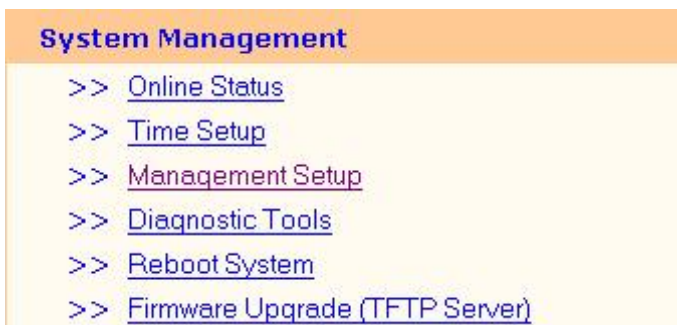 System Management
>> Online Status
>> Time Setup
>> Management Setup
>> Diagnostic Tools
>> Reboot System
>> Firmware Upgrade (TFTP Server)